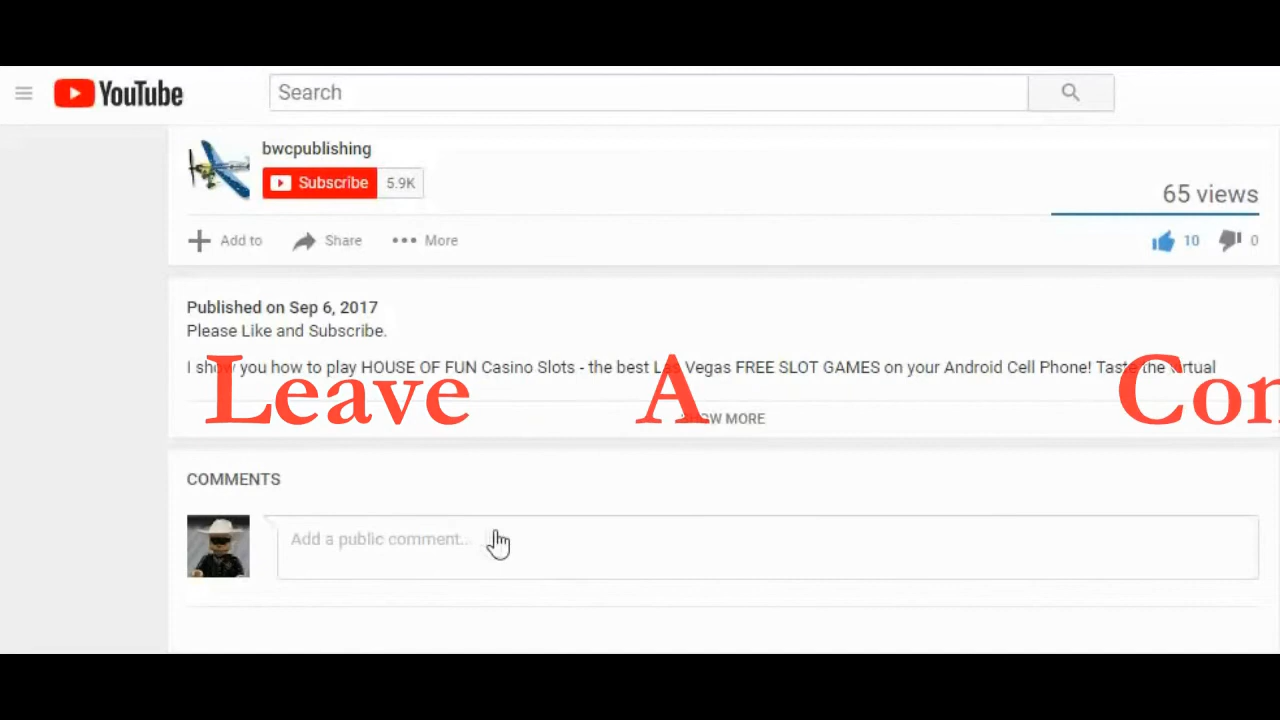 YouTube
Search
bwcpublishing
Subscribe 5.9K
65 views
Add to Share More 10 0
Published on Sep 6, 2017
Please Like and Subscribe.
I show you how to play HOUSE OF FUN Casino Slots - the best Las Vegas FREE SLOT GAMES on your Android Cell Phone! Taste the virtual
Leave A Con
SHOW MORE
COMMENTS
Add a public comment...